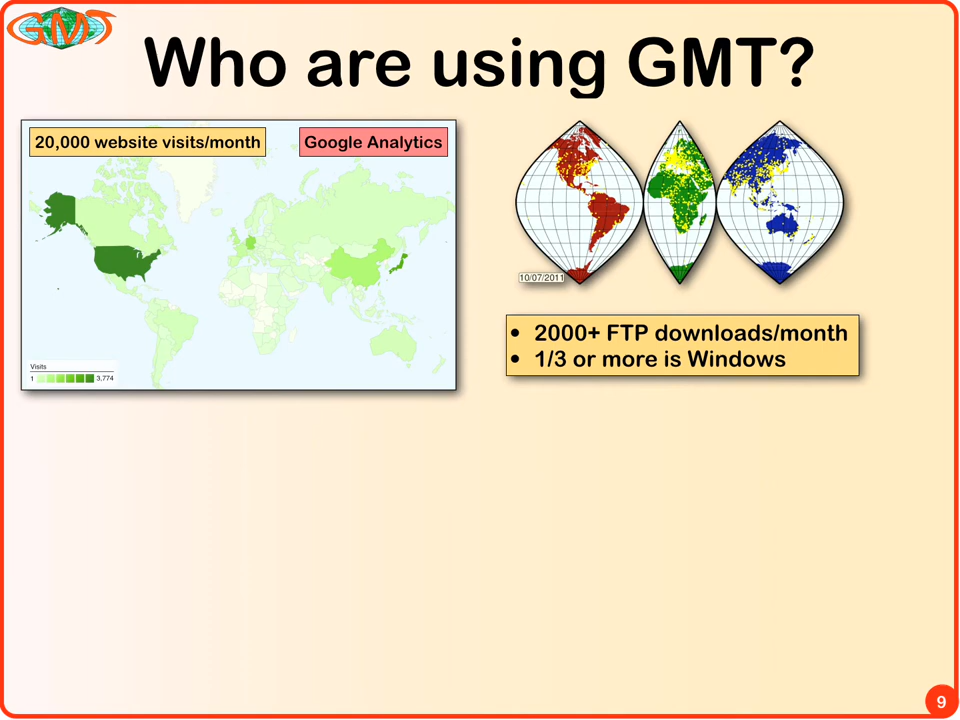 GMT
Who are using GMT?
20,000 website visits/month
Google Analytics
Visits
1 3,774
10/07/2011
• 2000+ FTP downloads/month
• 1/3 or more is Windows
9